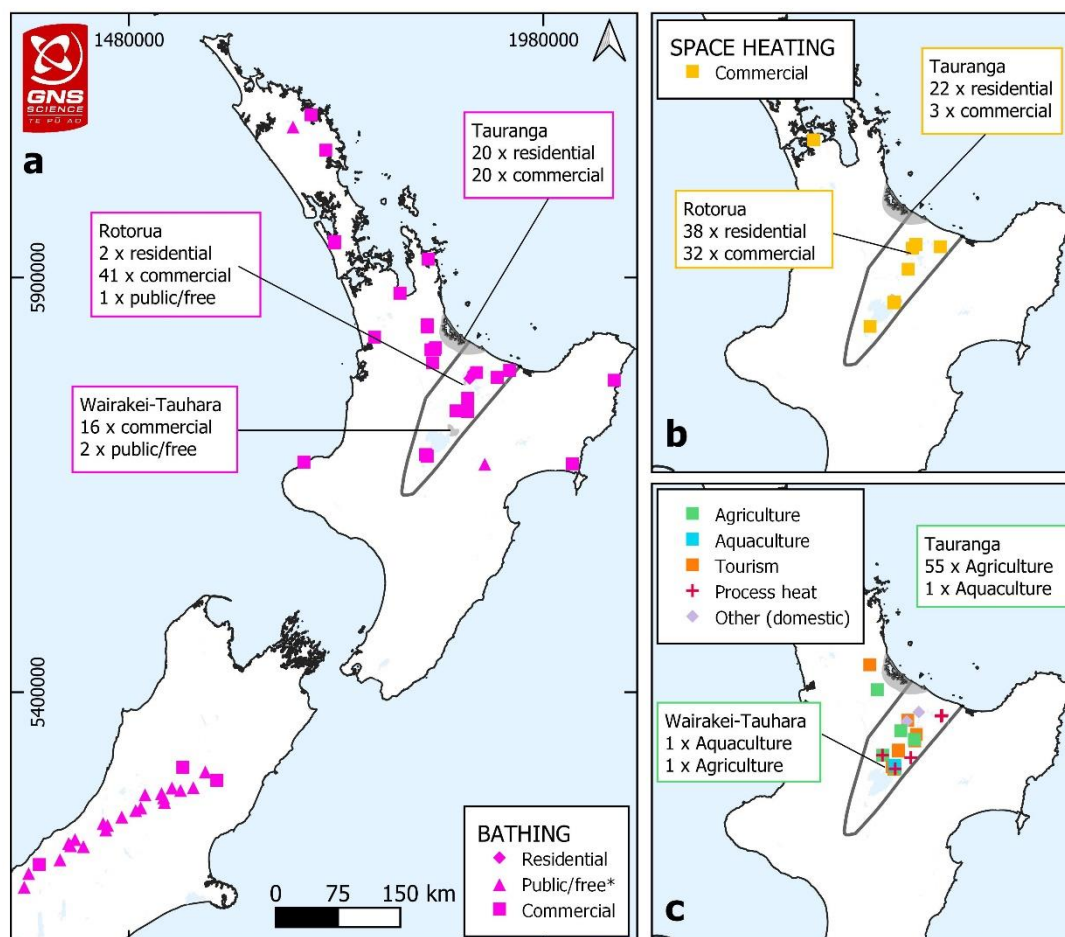 1480000
1980000
5900000
5400000
GNS
SCIENCE
TE PŪ AO
a
Tauranga
20 x residential
20 x commercial
Rotorua
2 x residential
41 x commercial
1 x public/free
Wairakei-Tauhara
16 x commercial
2 x public/free
0 75 150 km
BATHING
Residential
Public/free*
Commercial
SPACE HEATING
Commercial
Tauranga
22 x residential
3 x commercial
Rotorua
38 x residential
32 x commercial
b
Agriculture
Aquaculture
Tourism
Process heat
Other (domestic)
Tauranga
55 x Agriculture
1 x Aquaculture
Wairakei-Tauhara
1 x Aquaculture
1 x Agriculture
c